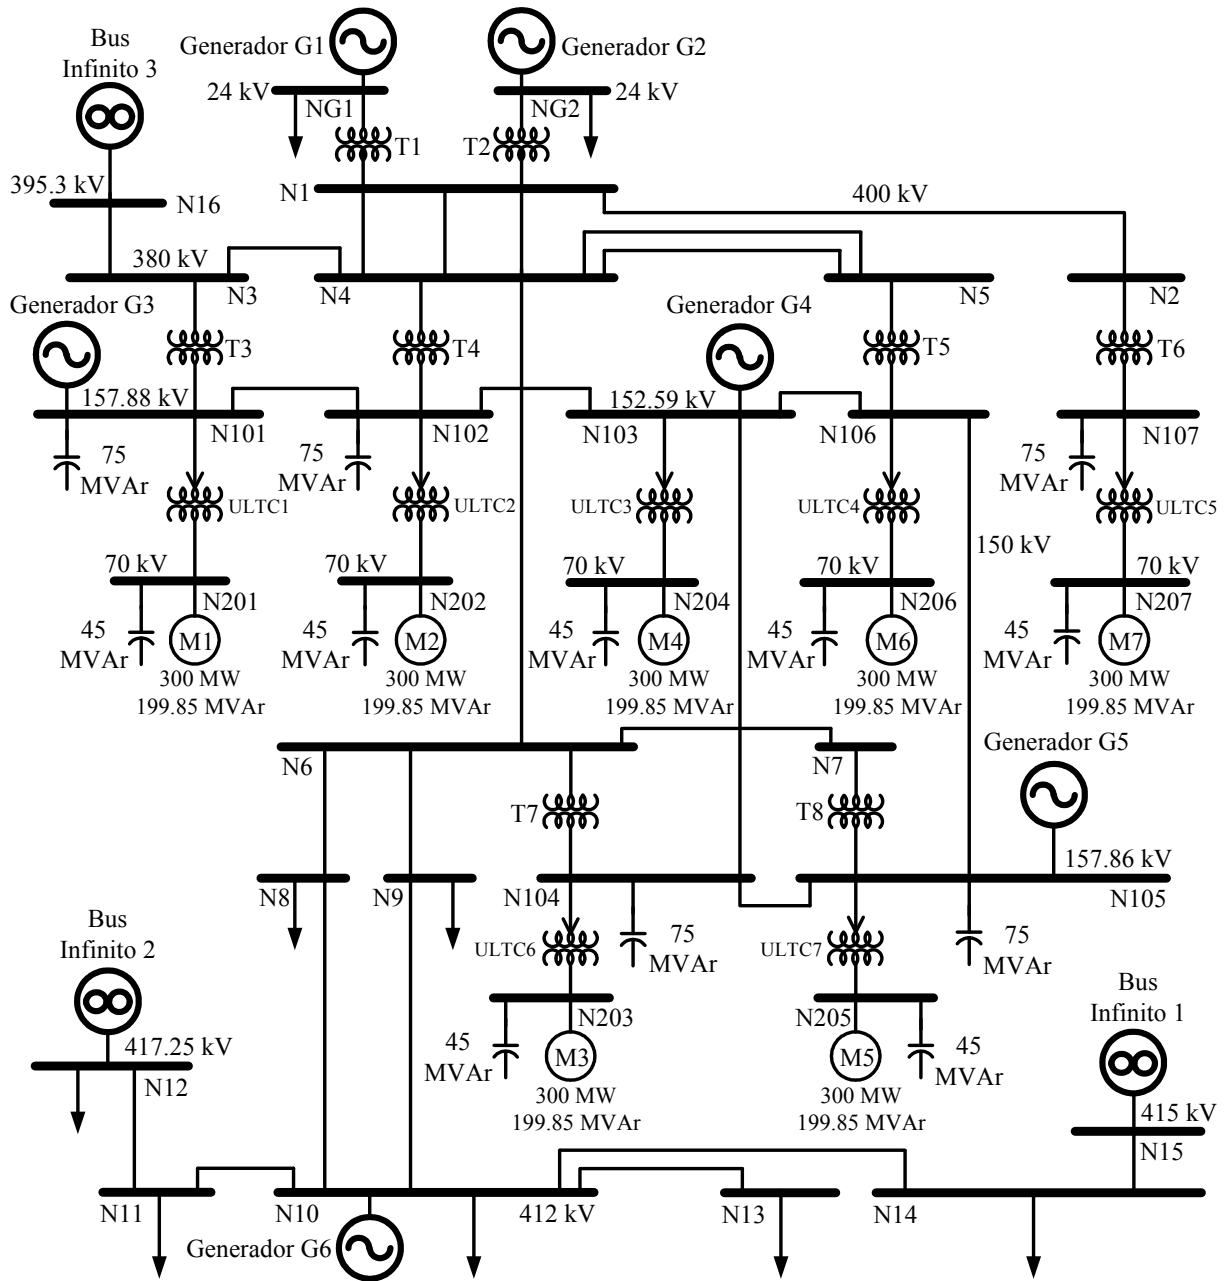 Bus
Infinito 3
Generador G1
Generador G2
24 kV
NG1
NG2
24 kV
T1
T2
395.3 kV
N16
N1
400 kV
380 kV
N3
N4
N5
N2
Generador G3
Generador G4
T3
T4
T5
T6
157.88 kV
152.59 kV
N101
N102
N103
N106
N107
75
MVAr
75
MVAr
75
MVAr
ULTC1
ULTC2
ULTC3
ULTC4
ULTC5
150 kV
70 kV
70 kV
70 kV
70 kV
70 kV
N201
N202
N204
N206
N207
45
MVAr
45
MVAr
45
MVAr
45
MVAr
45
MVAr
M1
M2
M4
M6
M7
300 MW
199.85 MVAr
300 MW
199.85 MVAr
300 MW
199.85 MVAr
300 MW
199.85 MVAr
300 MW
199.85 MVAr
N6
N7
Generador G5
T7
T8
157.86 kV
N8
N9
N104
N105
75
MVAr
75
MVAr
ULTC6
ULTC7
Bus
Infinito 2
Bus
Infinito 1
N203
N205
45
MVAr
45
MVAr
M3
M5
300 MW
199.85 MVAr
300 MW
199.85 MVAr
417.25 kV
N12
415 kV
N15
N11
N10
412 kV
N13
N14
Generador G6